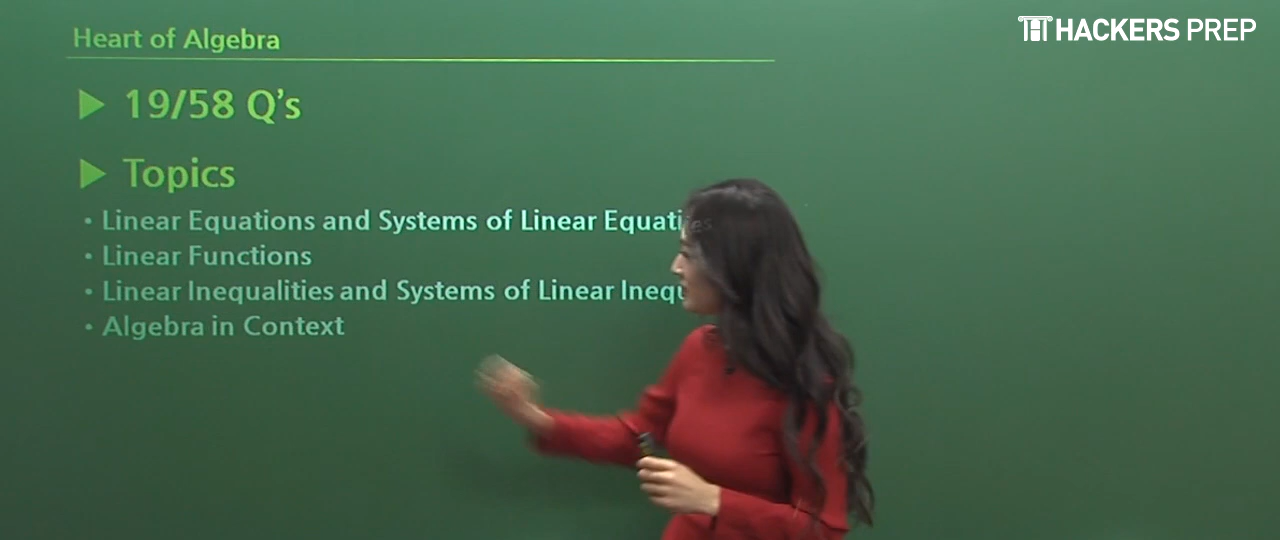 Heart of Algebra
HACKERS PREP
19/58 Q's
Topics
• Linear Equations and Systems of Linear
• Linear Functions
• Linear Inequalities and Systems of Linear
• Algebra in Context